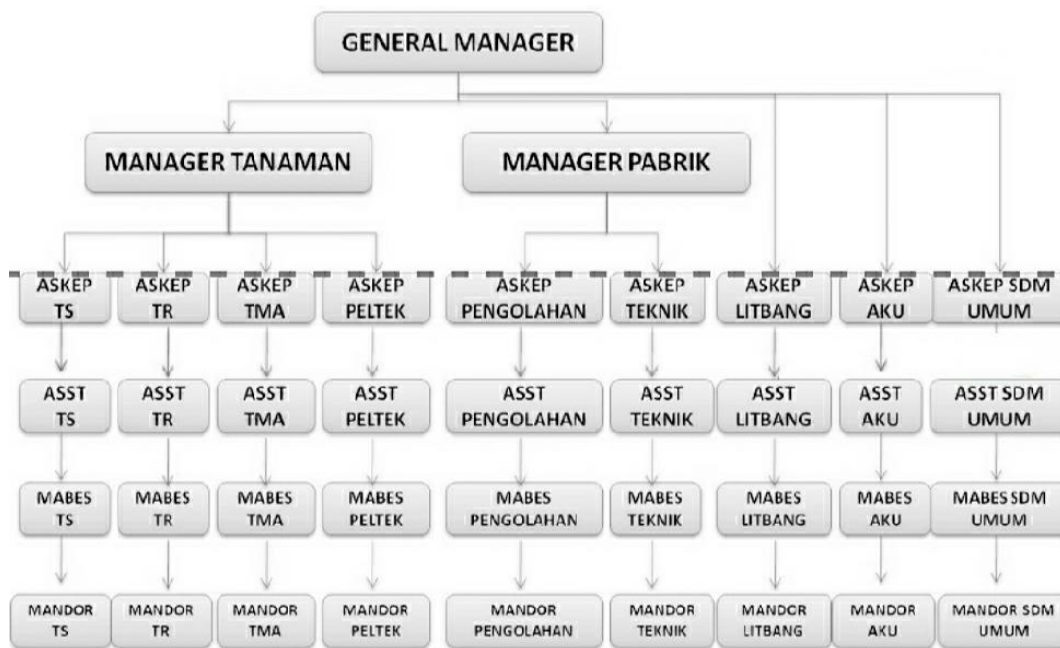 GENERAL MANAGER
MANAGER TANAMAN
MANAGER PABRIK
ASKEP
TS
ASKEP
TR
ASKEP
TMA
ASKEP
PELTEK
ASKEP
PENGOLAHAN
ASKEP
TEKNIK
ASKEP
LITBANG
ASKEP
AKU
ASKEP SDM
UMUM
ASST
TS
ASST
TR
ASST
TMA
ASST
PELTEK
ASST
PENGOLAHAN
ASST
TEKNIK
ASST
LITBANG
ASST
AKU
ASST SDM
UMUM
MABES
TS
MABES
TR
MABES
TMA
MABES
PELTEK
MABES
PENGOLAHAN
MABES
TEKNIK
MABES
LITBANG
MABES
AKU
MABES SDM
UMUM
MANDOR
TS
MANDOR
TR
MANDOR
TMA
MANDOR
PELTEK
MANDOR
PENGOLAHAN
MANDOR
TEKNIK
MANDOR
LITBANG
MANDOR
AKU
MANDOR SDM
UMUM